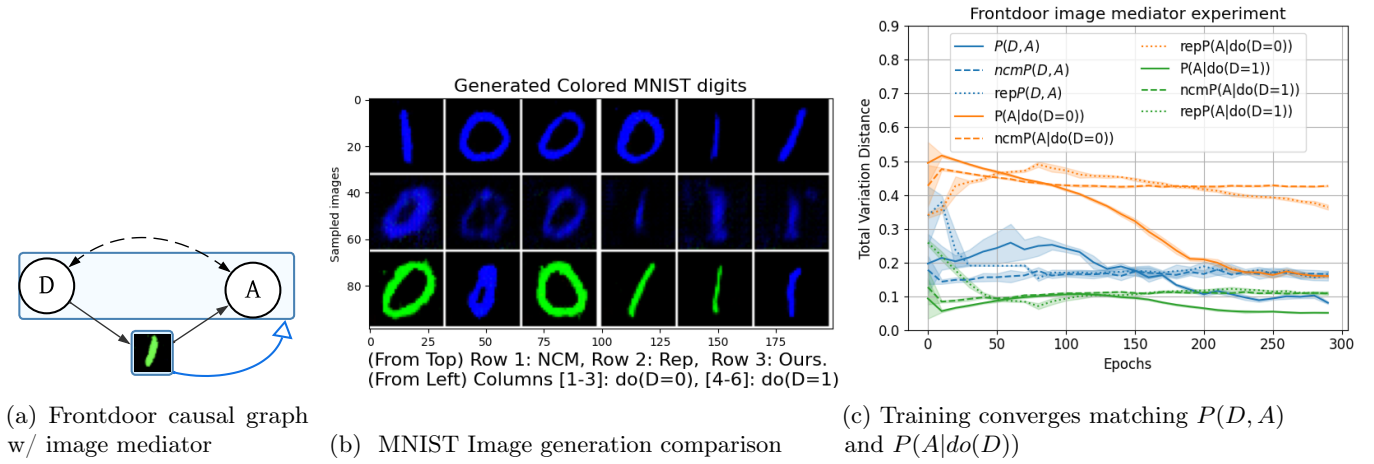 D
A
(a) Frontdoor causal graph
w/ image mediator
Generated Colored MNIST digits
Sampled images
0
20
40
60
80
0
25
50
75
100
125
150
175
(From Top) Row 1: NCM, Row 2: Rep, Row 3: Ours.
(From Left) Columns [1-3]: do(D=0), [4-6]: do(D=1)
(b) MNIST Image generation comparison
Frontdoor image mediator experiment
Total Variation Distance
0.9
0.8
0.7
0.6
0.5
0.4
0.3
0.2
0.1
0.0
P(D, A)
ncmP(D, A)
repP(D, A)
P(A|do(D=0))
ncmP(A|do(D=0))
repP(A|do(D=0))
P(A|do(D=1))
ncmP(A|do(D=1))
repP(A|do(D=1))
0
50
100
150
200
250
300
Epochs
(c) Training converges matching P(D, A)
and P(A|do(D))